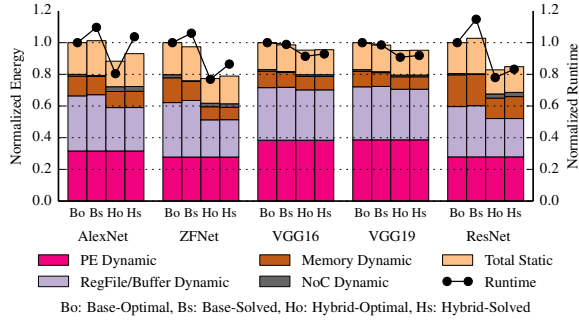 Normalized Energy
1.2
1.0
0.8
0.6
0.4
0.2
0.0
1.2
1.0
0.8
0.6
0.4
0.2
0.0
Normalized Runtime
Bo Bs Ho Hs Bo Bs Ho Hs Bo Bs Ho Hs Bo Bs Ho Hs Bo Bs Ho Hs
AlexNet ZFNet VGG16 VGG19 ResNet
PE Dynamic Memory Dynamic Total Static
RegFile/Buffer Dynamic NoC Dynamic Runtime
Bo: Base-Optimal, Bs: Base-Solved, Ho: Hybrid-Optimal, Hs: Hybrid-Solved